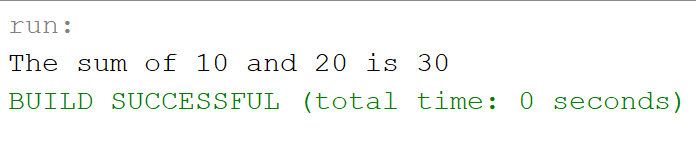 run:
The sum of 10 and 20 is 30
BUILD SUCCESSFUL (total time: 0 seconds)